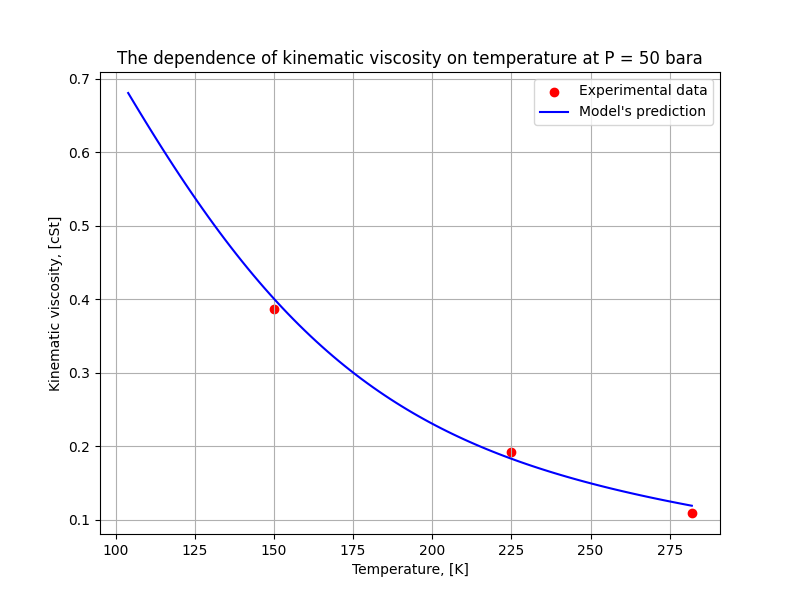 The dependence of kinematic viscosity on temperature at P = 50 bara
Experimental data
Model's prediction
Kinematic viscosity, [cSt]
0.7
0.6
0.5
0.4
0.3
0.2
0.1
100 125 150 175 200 225 250 275
Temperature, [K]